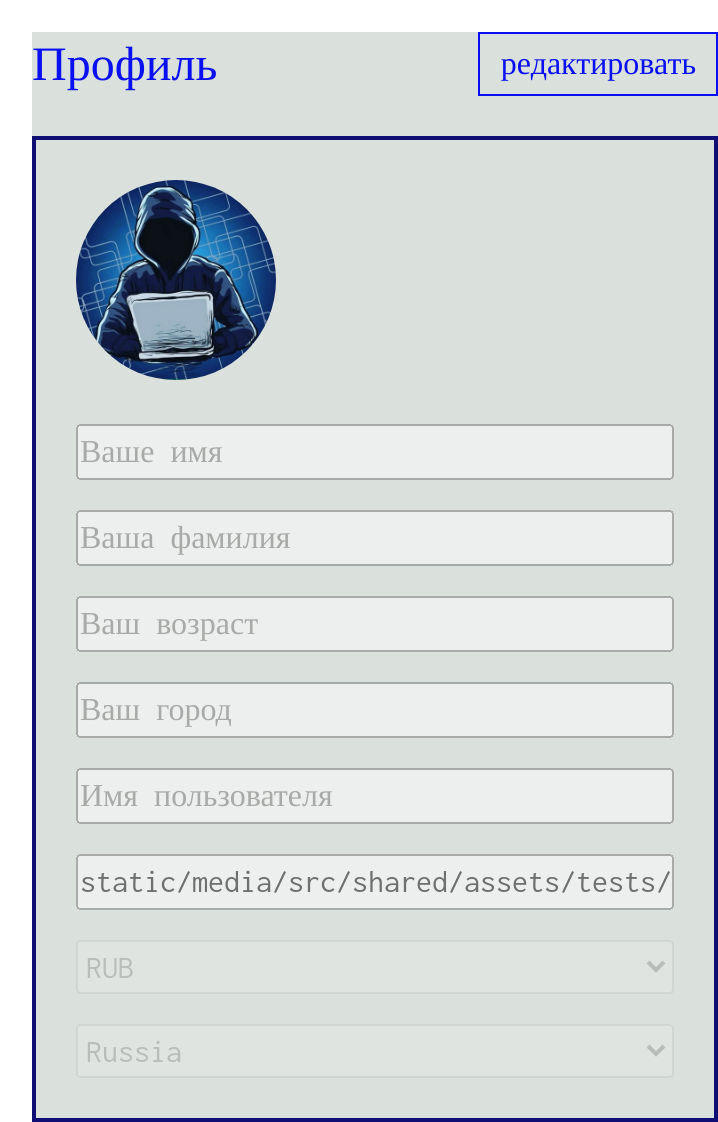 Профиль
редактировать
Ваше имя
Ваша фамилия
Ваш возраст
Ваш город
Имя пользователя
static/media/src/shared/assets/tests/
RUB
Russia